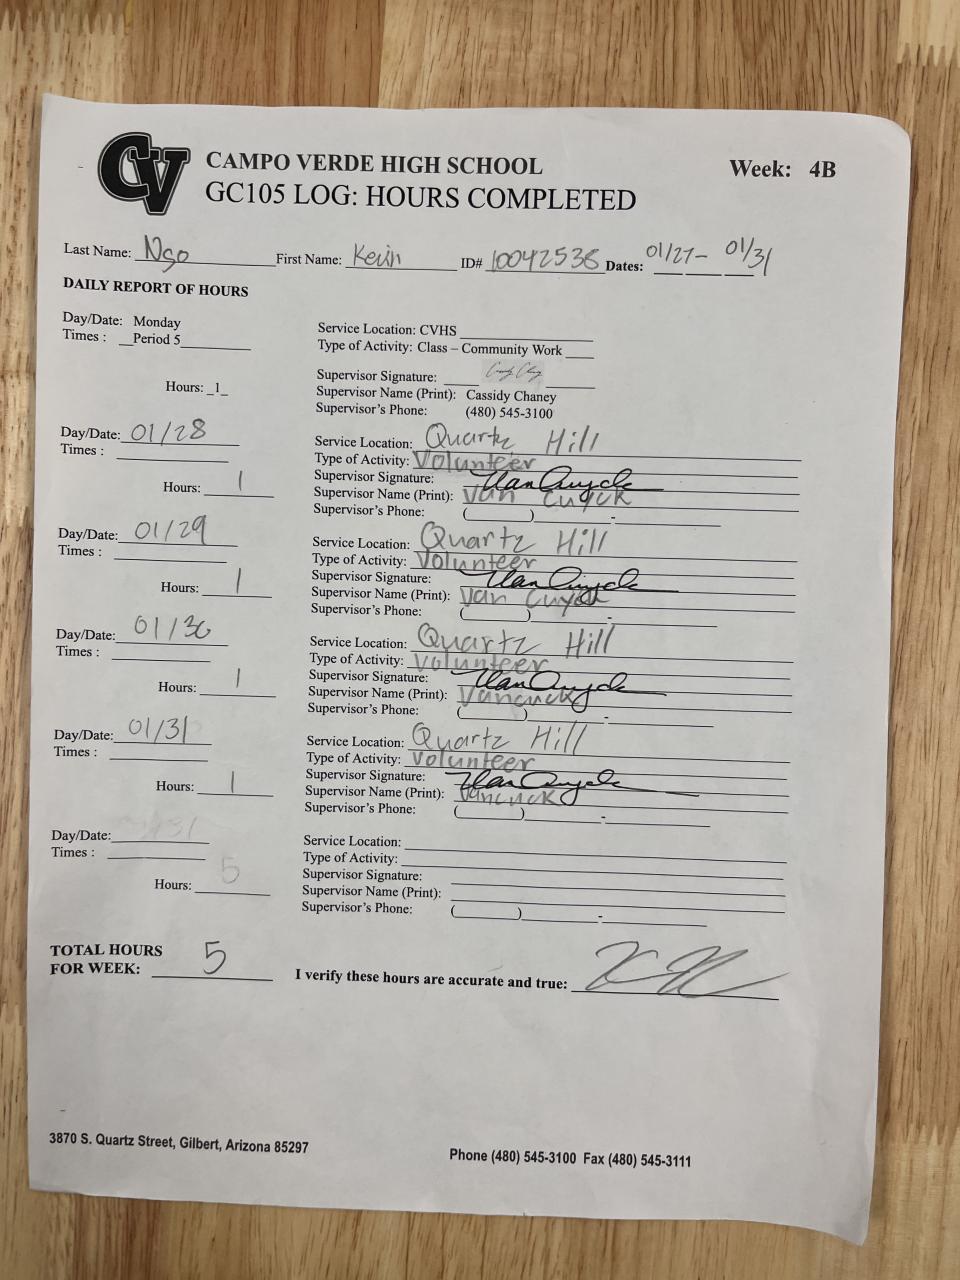 CV
CAMPO VERDE HIGH SCHOOL
Week: 4B
GC105 LOG: HOURS COMPLETED
Last Name: Ngo First Name: Kevin ID# 10042538 Dates: 01/27 - 01/31
DAILY REPORT OF HOURS
Day/Date: Monday
Times : Period 5
Hours: 1
Service Location: CVHS
Type of Activity: Class – Community Work
Supervisor Signature:
Supervisor Name (Print): Cassidy Chaney
Supervisor's Phone: (480) 545-3100
Day/Date: 01/28
Times :
Hours: 1
Service Location: Quartz Hill
Type of Activity: Volunteer
Supervisor Signature: VanCuyck
Supervisor Name (Print): Van Cuyck
Supervisor's Phone: ( ) -
Day/Date: 01/29
Times :
Hours: 1
Service Location: Quartz Hill
Type of Activity: Volunteer
Supervisor Signature: VanCuyck
Supervisor Name (Print): Van Cuyck
Supervisor's Phone: ( ) -
Day/Date: 01/30
Times :
Hours: 1
Service Location: Quartz Hill
Type of Activity: Volunteer
Supervisor Signature: VanCuyck
Supervisor Name (Print):
Supervisor's Phone: ( ) -
Day/Date: 01/31
Times :
Hours: 1
Service Location: Quartz Hill
Type of Activity: Volunteer
Supervisor Signature: VanCuyck
Supervisor Name (Print):
Supervisor's Phone: ( ) -
Day/Date:
Times :
Hours: 5
Service Location:
Type of Activity:
Supervisor Signature:
Supervisor Name (Print):
Supervisor's Phone: ( ) -
TOTAL HOURS
FOR WEEK: 5
I verify these hours are accurate and true:
3870 S. Quartz Street, Gilbert, Arizona 85297
Phone (480) 545-3100 Fax (480) 545-3111